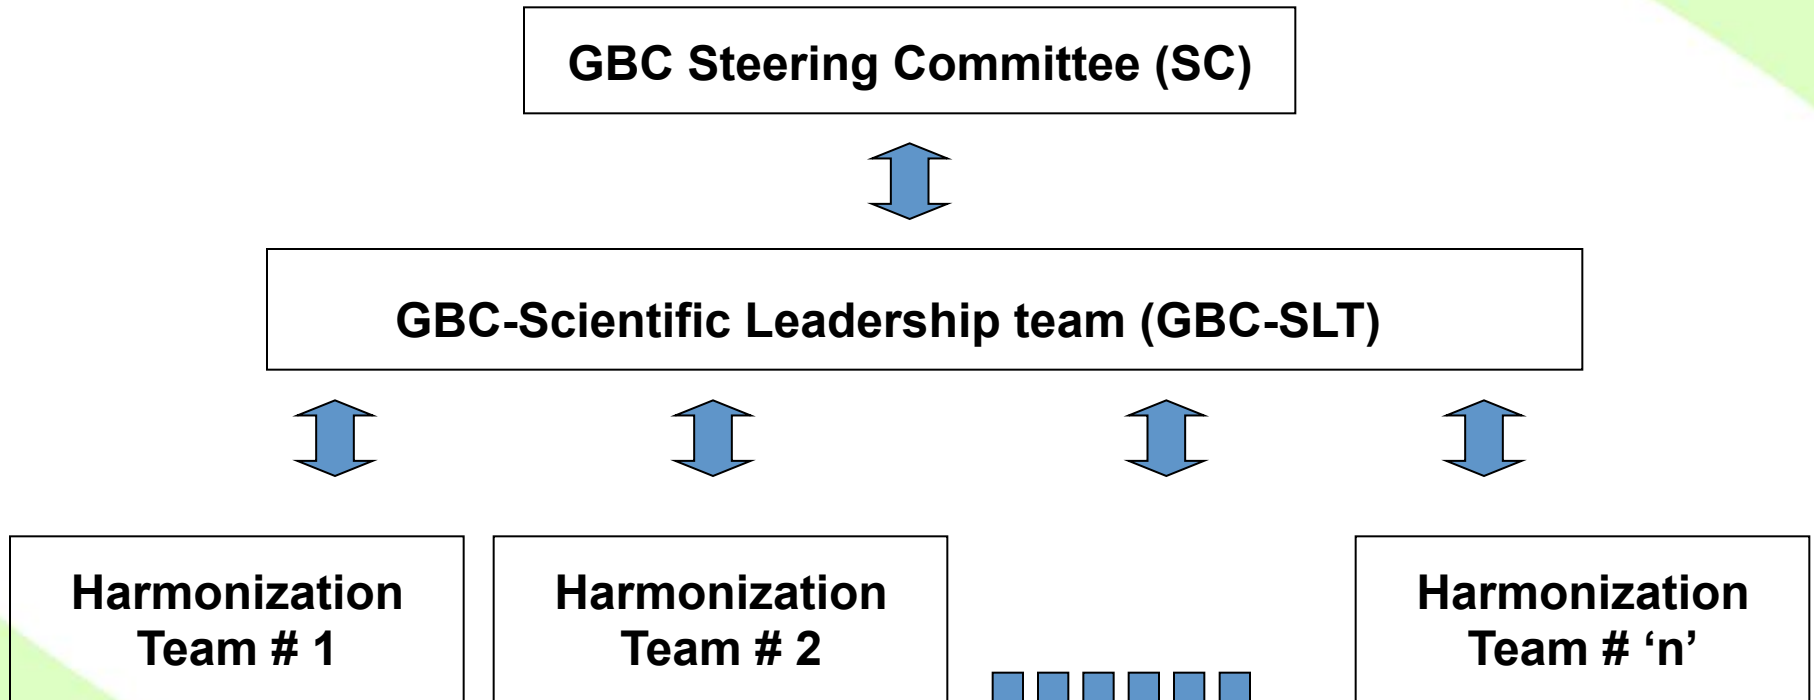 GBC Steering Committee (SC)
GBC-Scientific Leadership team (GBC-SLT)
Harmonization
Team # 1
Harmonization
Team # 2
Harmonization
Team # ‘n’